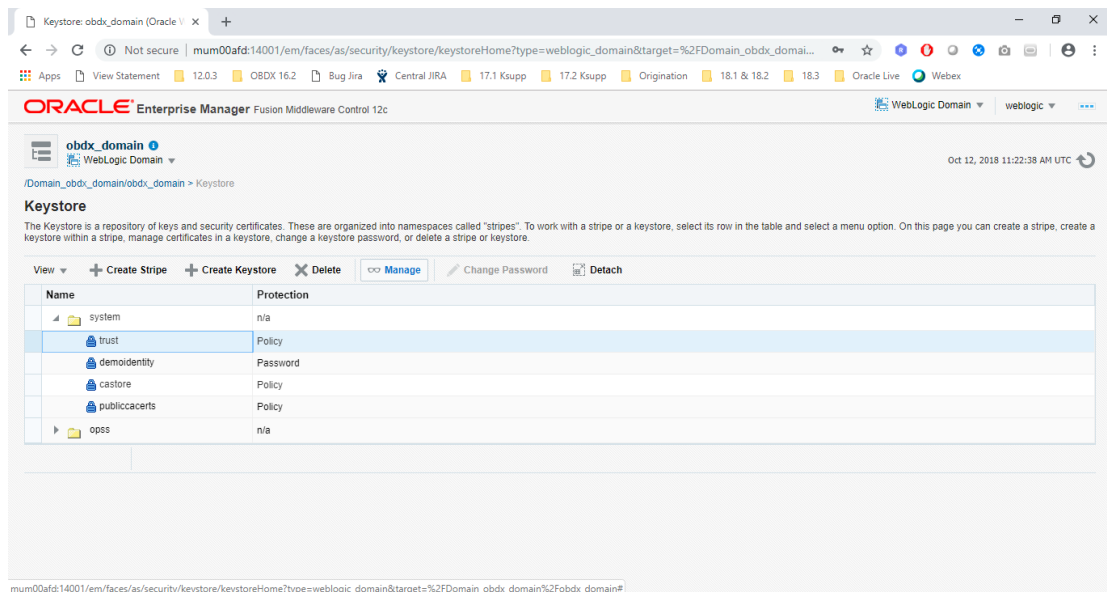 Keystore: obdx_domain (Oracle W
Not secure | mum00afd:14001/em/faces/as/security/keystore/keystoreHome?type=weblogic_domain&target=%2FDomain_obdx_domai...
Apps View Statement 12.0.3 OBDX 16.2 Bug Jira Central JIRA 17.1 Ksupp 17.2 Ksupp Origination 18.1 & 18.2 18.3 Oracle Live Webex
ORACLE Enterprise Manager Fusion Middleware Control 12c WebLogic Domain weblogic
obdx_domain
WebLogic Domain
Oct 12, 2018 11:22:38 AM UTC
/Domain_obdx_domain/obdx_domain > Keystore
Keystore
The Keystore is a repository of keys and security certificates. These are organized into namespaces called "stripes". To work with a stripe or a keystore, select its row in the table and select a menu option. On this page you can create a stripe, create a
keystore within a stripe, manage certificates in a keystore, change a keystore password, or delete a stripe or keystore.
View Create Stripe Create Keystore Delete Manage Change Password Detach
Name Protection
system n/a
trust Policy
demoidentity Password
castore Policy
publiccacerts Policy
opss n/a
mum00afd:14001/em/faces/as/security/keystore/keystoreHome?type=weblogic_domain&target=%2FDomain_obdx_domain%2Fobdx_domain#